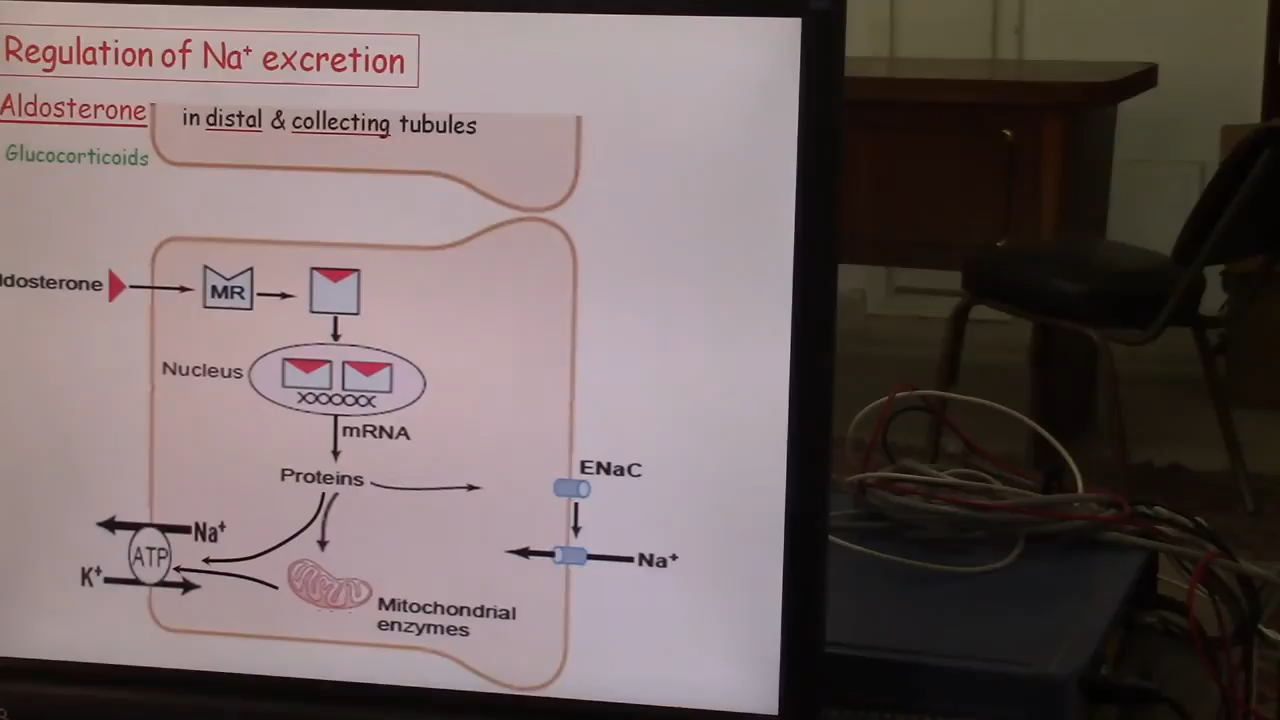 Regulation of Na⁺ excretion
Aldosterone
in distal & collecting tubules
Glucocorticoids
ldosterone
MR
Nucleus
XXXXXX
mRNA
Proteins
ENaC
Na⁺
ATP
K⁺
Na⁺
Mitochondrial
enzymes